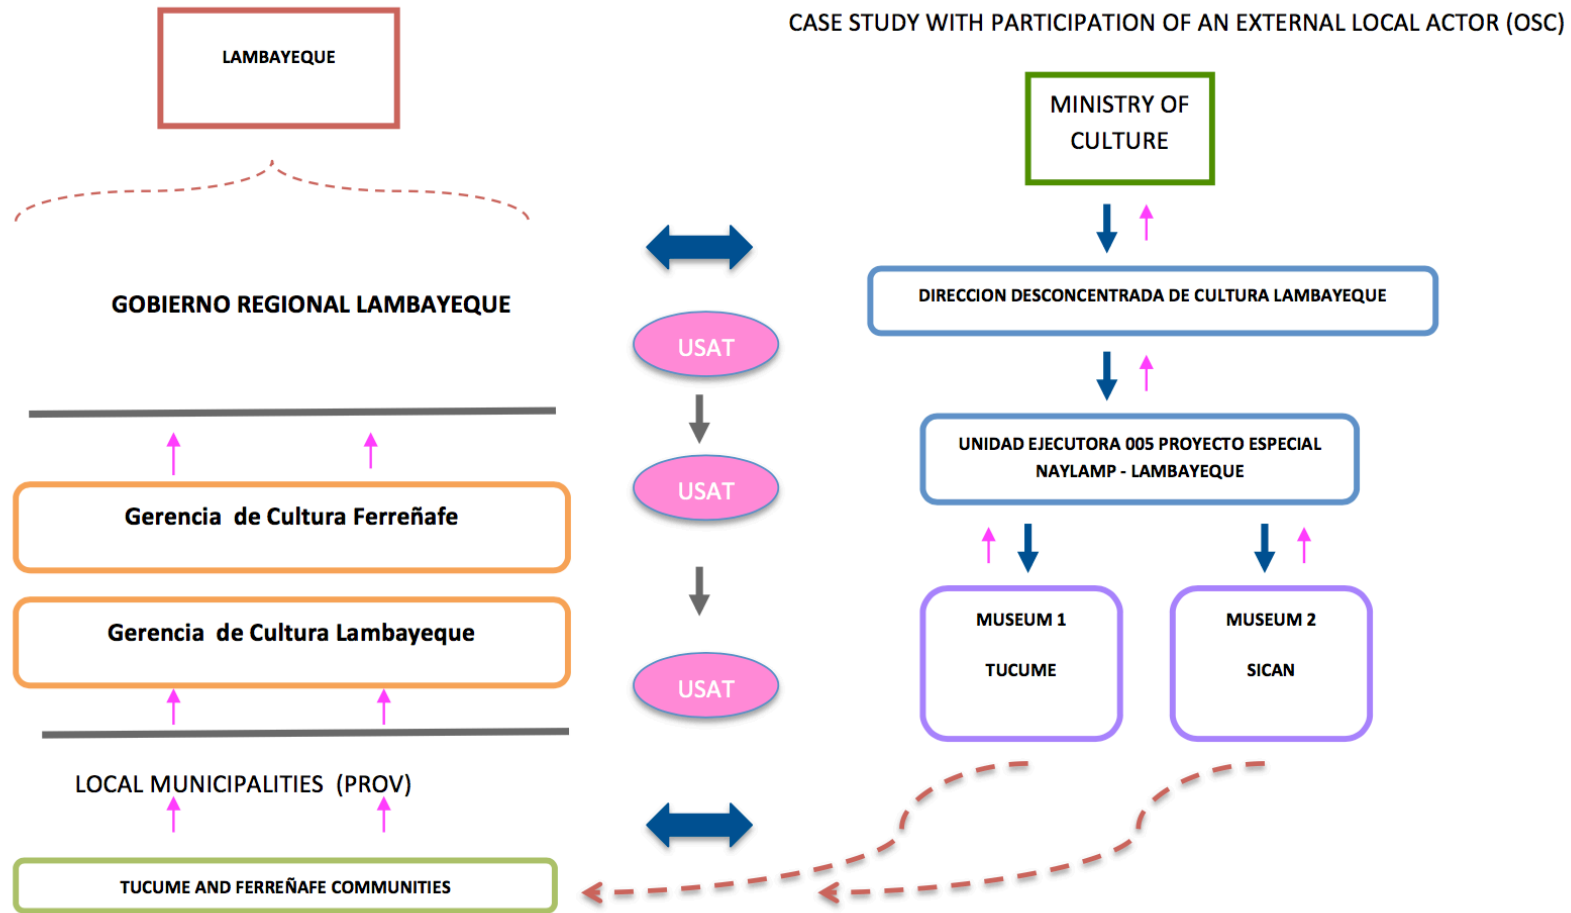 CASE STUDY WITH PARTICIPATION OF AN EXTERNAL LOCAL ACTOR (OSC)
LAMBAYEQUE
GOBIERNO REGIONAL LAMBAYEQUE
Gerencia de Cultura Ferreñafe
Gerencia de Cultura Lambayeque
LOCAL MUNICIPALITIES (PROV)
TUCUME AND FERREÑAFE COMMUNITIES
USAT
USAT
USAT
MINISTRY OF
CULTURE
DIRECCION DESCONCENTRADA DE CULTURA LAMBAYEQUE
UNIDAD EJECUTORA 005 PROYECTO ESPECIAL
NAYLAMP - LAMBAYEQUE
MUSEUM 1
TUCUME
MUSEUM 2
SICAN